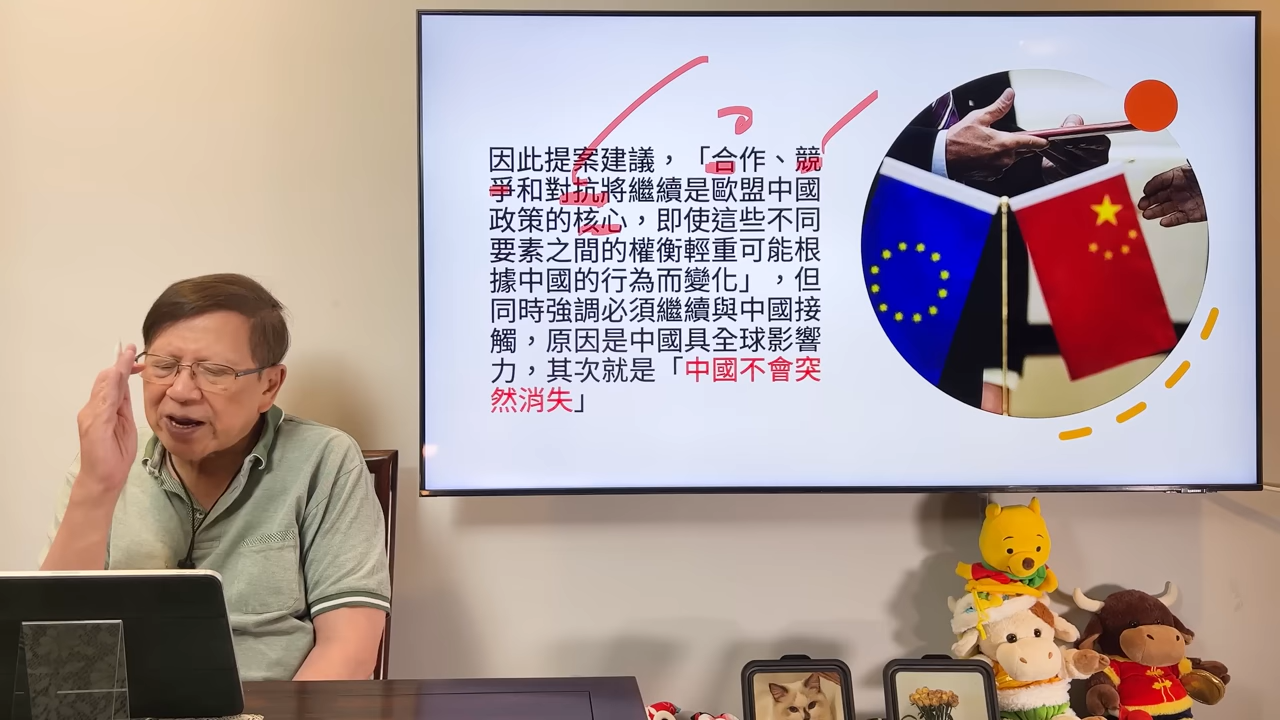 因此提案建議，「合作、競
爭和對抗將繼續是歐盟中國
政策的核心，即使這些不同
要素之間的權衡輕重可能根
據中國的行為而變化」，但
同時強調必須繼續與中國接
觸，原因是中國具全球影響
力，其次就是「中國不會突
然消失」